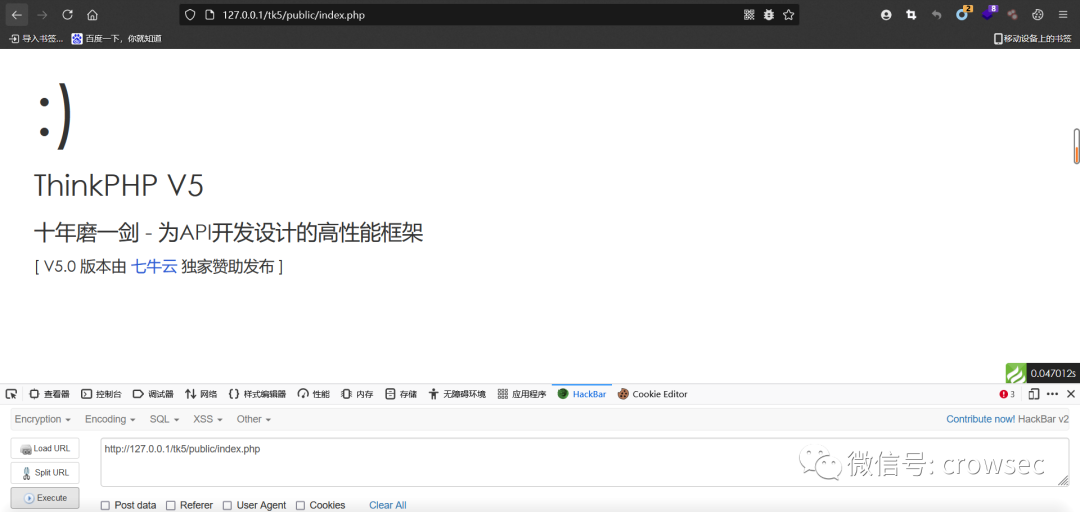 127.0.0.1/tk5/public/index.php
2
8
导入书签... 百度一下，你就知道
移动设备上的书签
:)
ThinkPHP V5
十年磨一剑 - 为API开发设计的高性能框架
[ V5.0 版本由 七牛云 独家赞助发布 ]
0.047012s
查看器 控制台 调试器 网络 {} 样式编辑器 性能 内存 存储 无障碍环境 应用程序 HackBar Cookie Editor 3
Encryption Encoding SQL XSS Other Contribute now! HackBar v2
Load URL
http://127.0.0.1/tk5/public/index.php
Split URL
微信号: crowsec
Execute
Post data Referer User Agent Cookies Clear All